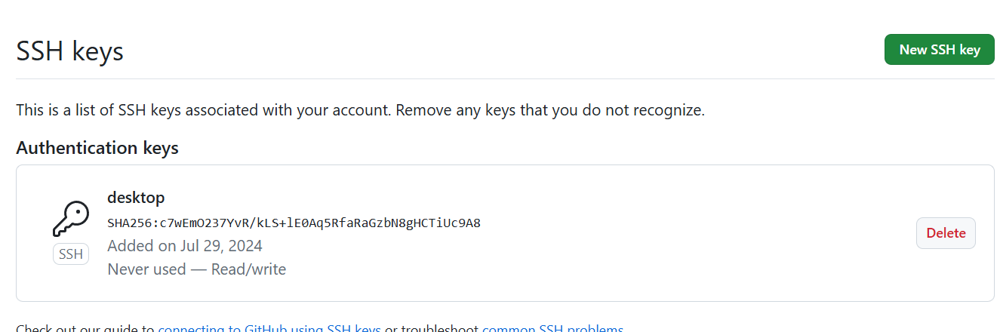 SSH keys
New SSH key
This is a list of SSH keys associated with your account. Remove any keys that you do not recognize.
Authentication keys
desktop
SHA256:c7wEmO237YvR/kLS+lE0Aq5RfaRaGzbN8gHCTiUc9A8
Added on Jul 29, 2024
Never used — Read/write
SSH
Delete
Check out our guide to connecting to GitHub using SSH keys or troubleshoot common SSH problems